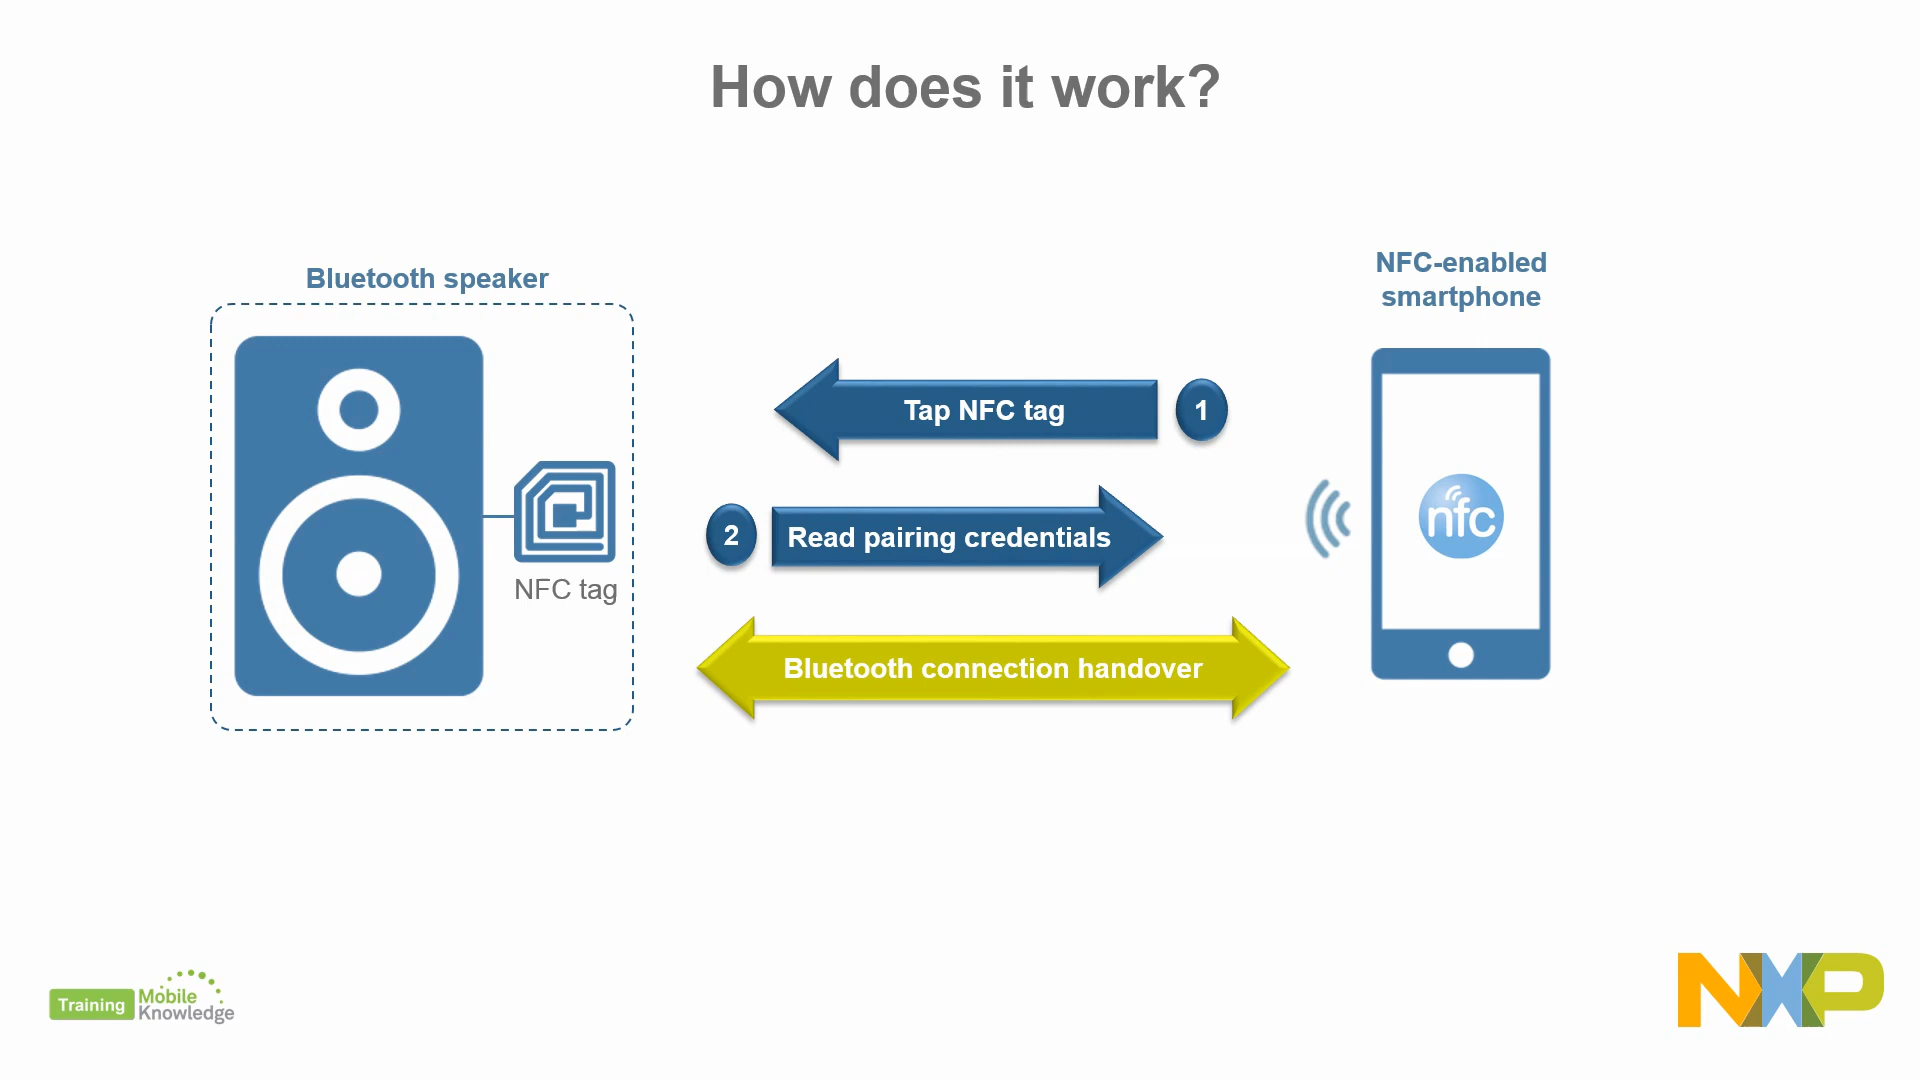 How does it work?
Bluetooth speaker
NFC-enabled
smartphone
Tap NFC tag
1
2
Read pairing credentials
nfc
NFC tag
Bluetooth connection handover
Training
Mobile
Knowledge
NXP